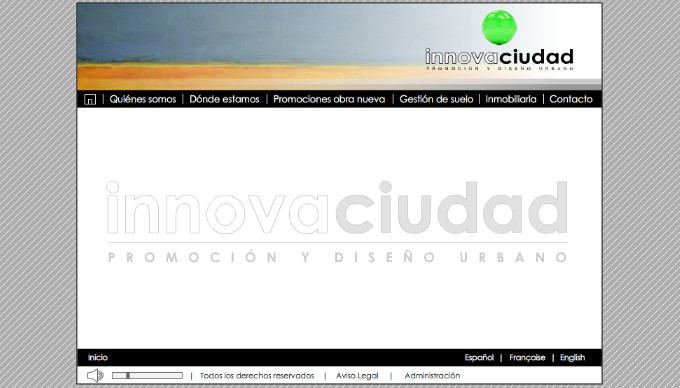 innovaciudad
PROMOCIÓN Y DISEÑO URBANO
Quiénes somos | Dónde estamos | Promociones obra nueva | Gestión de suelo | Inmobiliaria | Contacto
innovaciudad
PROMOCIÓN Y DISEÑO URBANO
Inicio
Español | Française | English
| Todos los derechos reservados | Aviso Legal | Administración